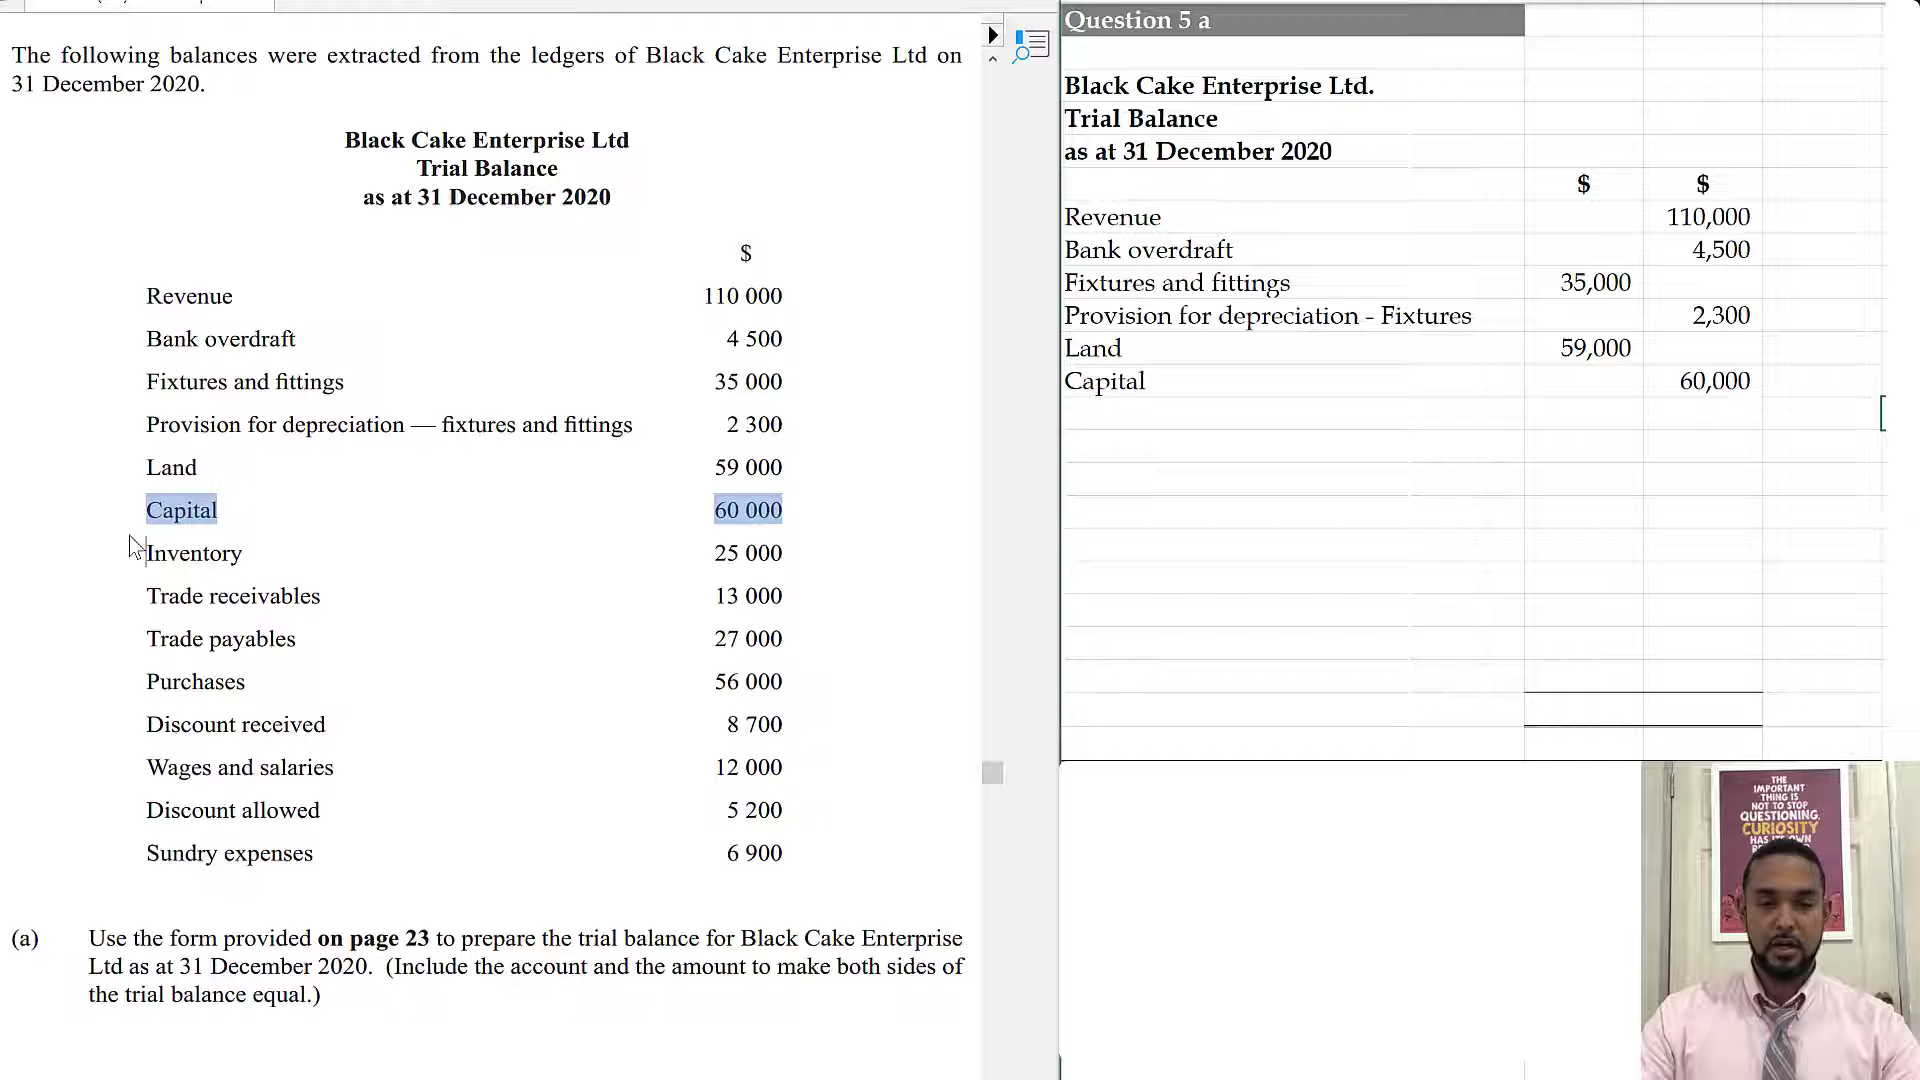 The following balances were extracted from the ledgers of Black Cake Enterprise Ltd on
31 December 2020.
Black Cake Enterprise Ltd
Trial Balance
as at 31 December 2020
$
Revenue 110 000
Bank overdraft 4 500
Fixtures and fittings 35 000
Provision for depreciation — fixtures and fittings 2 300
Land 59 000
Capital 60 000
Inventory 25 000
Trade receivables 13 000
Trade payables 27 000
Purchases 56 000
Discount received 8 700
Wages and salaries 12 000
Discount allowed 5 200
Sundry expenses 6 900
(a) Use the form provided on page 23 to prepare the trial balance for Black Cake Enterprise
Ltd as at 31 December 2020. (Include the account and the amount to make both sides of
the trial balance equal.)
Question 5 a
Black Cake Enterprise Ltd.
Trial Balance
as at 31 December 2020
$ $
Revenue 110,000
Bank overdraft 4,500
Fixtures and fittings 35,000
Provision for depreciation - Fixtures 2,300
Land 59,000
Capital 60,000
THE
IMPORTANT
THING IS
NOT TO STOP
QUESTIONING.
CURIOSITY
HAS ITS OWN